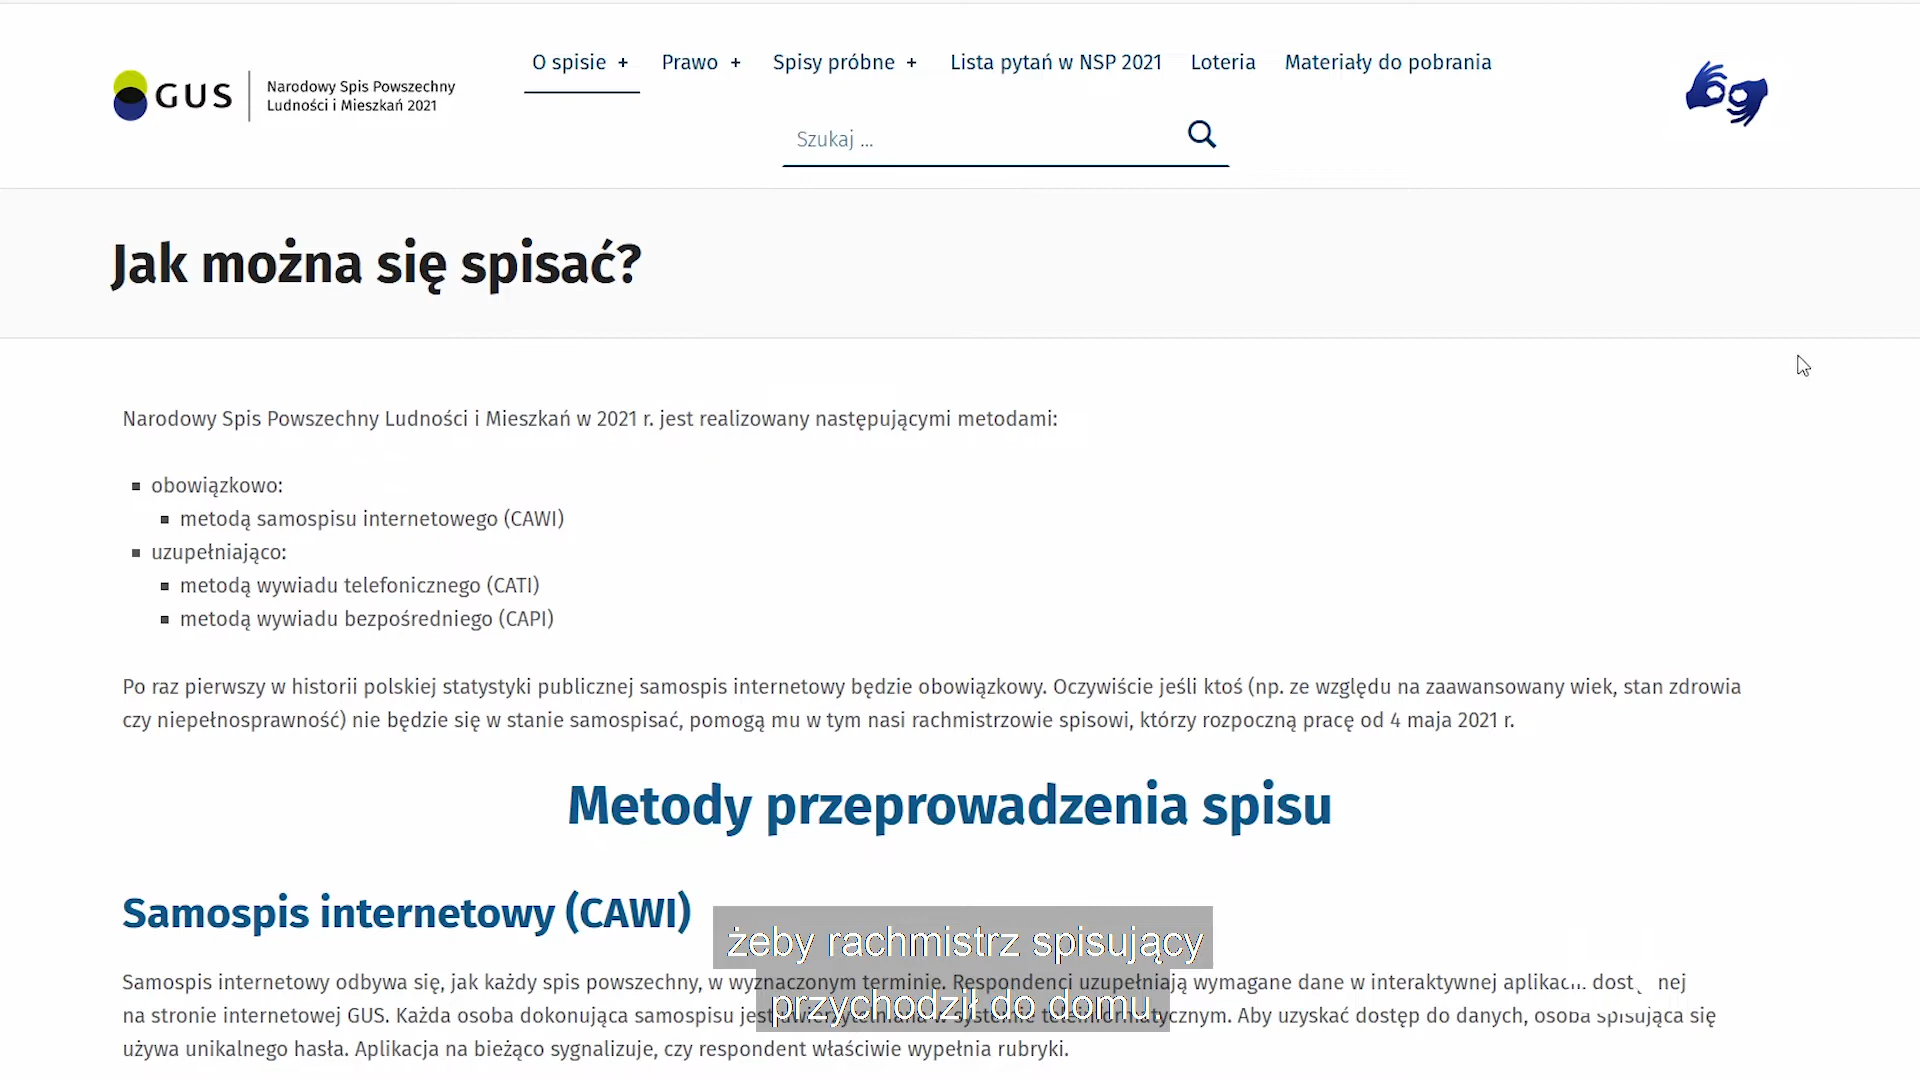 O spisie + Prawo + Spisy próbne + Lista pytań w NSP 2021 Loteria Materiały do pobrania
GUS
Narodowy Spis Powszechny
Ludności i Mieszkań 2021
Szukaj ...
Jak można się spisać?
Narodowy Spis Powszechny Ludności i Mieszkań w 2021 r. jest realizowany następującymi metodami:
obowiązkowo:
metodą samospisu internetowego (CAWI)
uzupełniająco:
metodą wywiadu telefonicznego (CATI)
metodą wywiadu bezpośredniego (CAPI)
Po raz pierwszy w historii polskiej statystyki publicznej samospis internetowy będzie obowiązkowy. Oczywiście jeśli ktoś (np. ze względu na zaawansowany wiek, stan zdrowia
czy niepełnosprawność) nie będzie się w stanie samospisać, pomogą mu w tym nasi rachmistrzowie spisowi, którzy rozpoczną pracę od 4 maja 2021 r.
Metody przeprowadzenia spisu
Samospis internetowy (CAWI)
Samospis internetowy odbywa się, jak każdy spis powszechny, w wyznaczonym terminie. Respondenci uzupełniają wymagane dane w interaktywnej
na stronie internetowej GUS. Każda osoba dokonująca samospisu jest Aby uzyskać dostęp do danych, osoba spisująca się
używa unikalnego hasła. Aplikacja na bieżąco sygnalizuje, czy respondent właściwie wypełnia rubryki.
żeby rachmistrz spisujący
przychodził do domu.